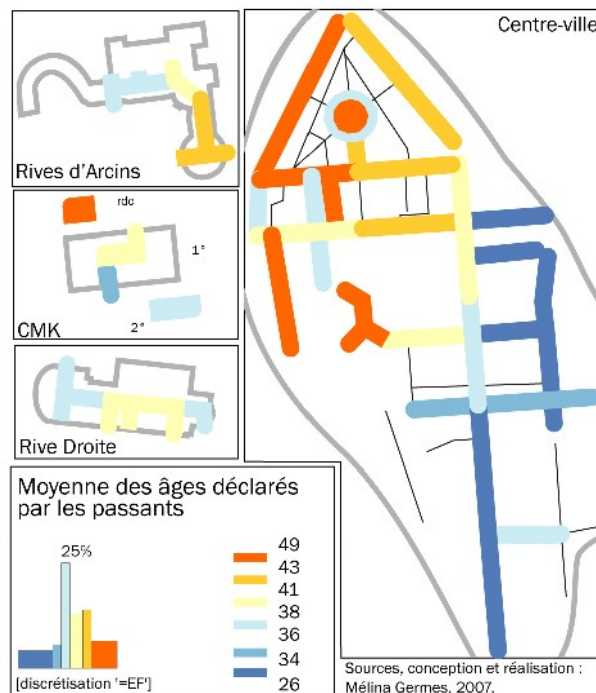 Centre-ville
Rives d'Arcins
rdc
1°
CMK
2°
Rive Droite
Moyenne des âges déclarés
par les passants
25%
49
43
41
38
36
34
26
[discrétisation '=EF']
Sources, conception et réalisation :
Mélina Germes, 2007.